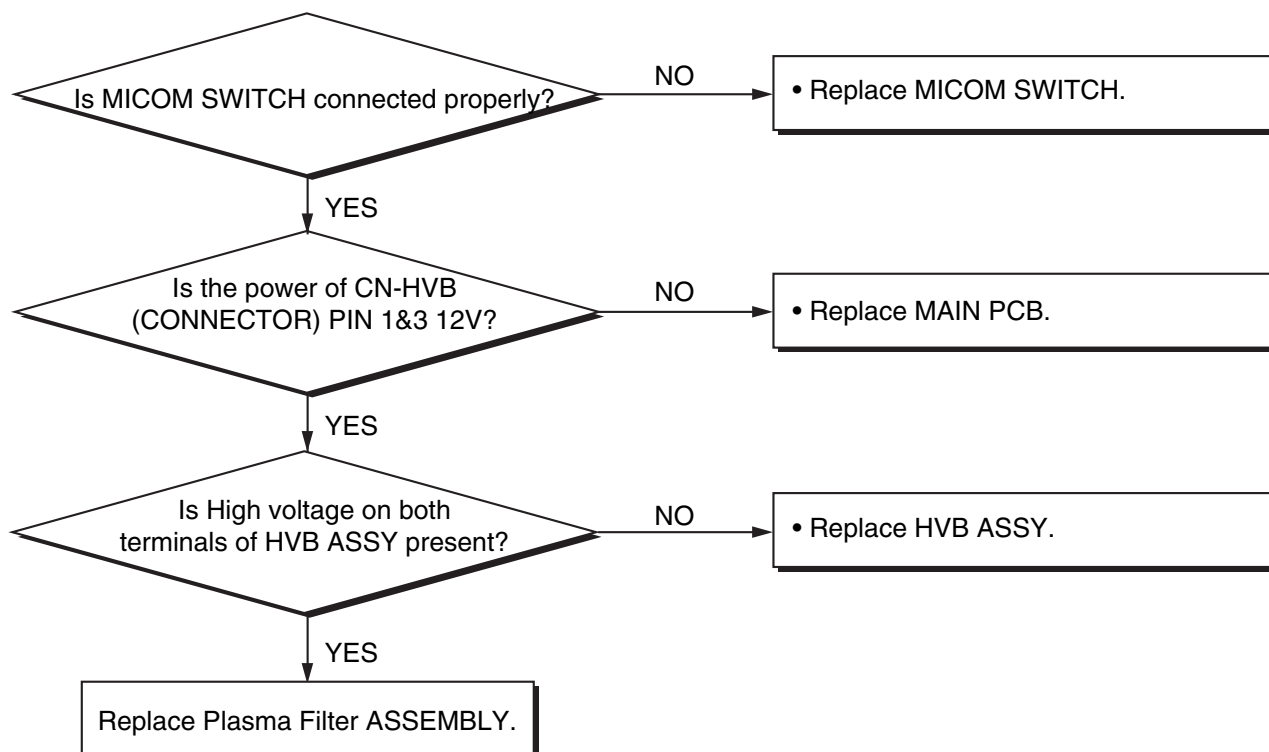 Is MICOM SWITCH connected properly?
NO
• Replace MICOM SWITCH.
YES
Is the power of CN-HVB
(CONNECTOR) PIN 1&3 12V?
NO
• Replace MAIN PCB.
YES
Is High voltage on both
terminals of HVB ASSY present?
NO
• Replace HVB ASSY.
YES
Replace Plasma Filter ASSEMBLY.